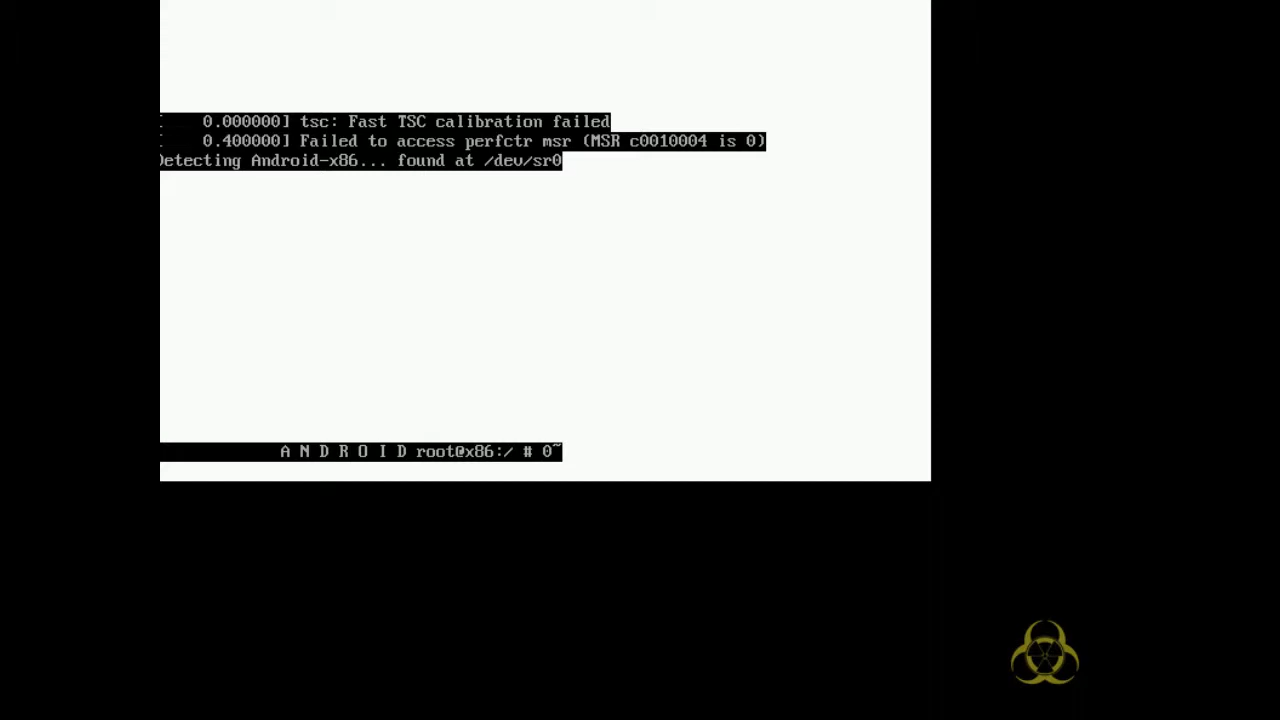 [    0.000000] tsc: Fast TSC calibration failed
[    0.400000] Failed to access perfctr msr (MSR c0010004 is 0)
Detecting Android-x86... found at /dev/sr0
A N D R O I D root@x86:/ # 0~